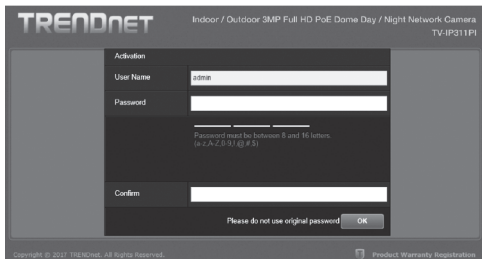 TRENDNET
Indoor / Outdoor 3MP Full HD PoE Dome Day / Night Network Camera
TV-IP311PI
Activation
User Name
admin
Password
Password must be between 8 and 16 letters.
(a-z,A-Z,0-9,!,@,#,$)
Confirm
Please do not use original password
OK
Copyright © 2017 TRENDnet. All Rights Reserved.
Product Warranty Registration